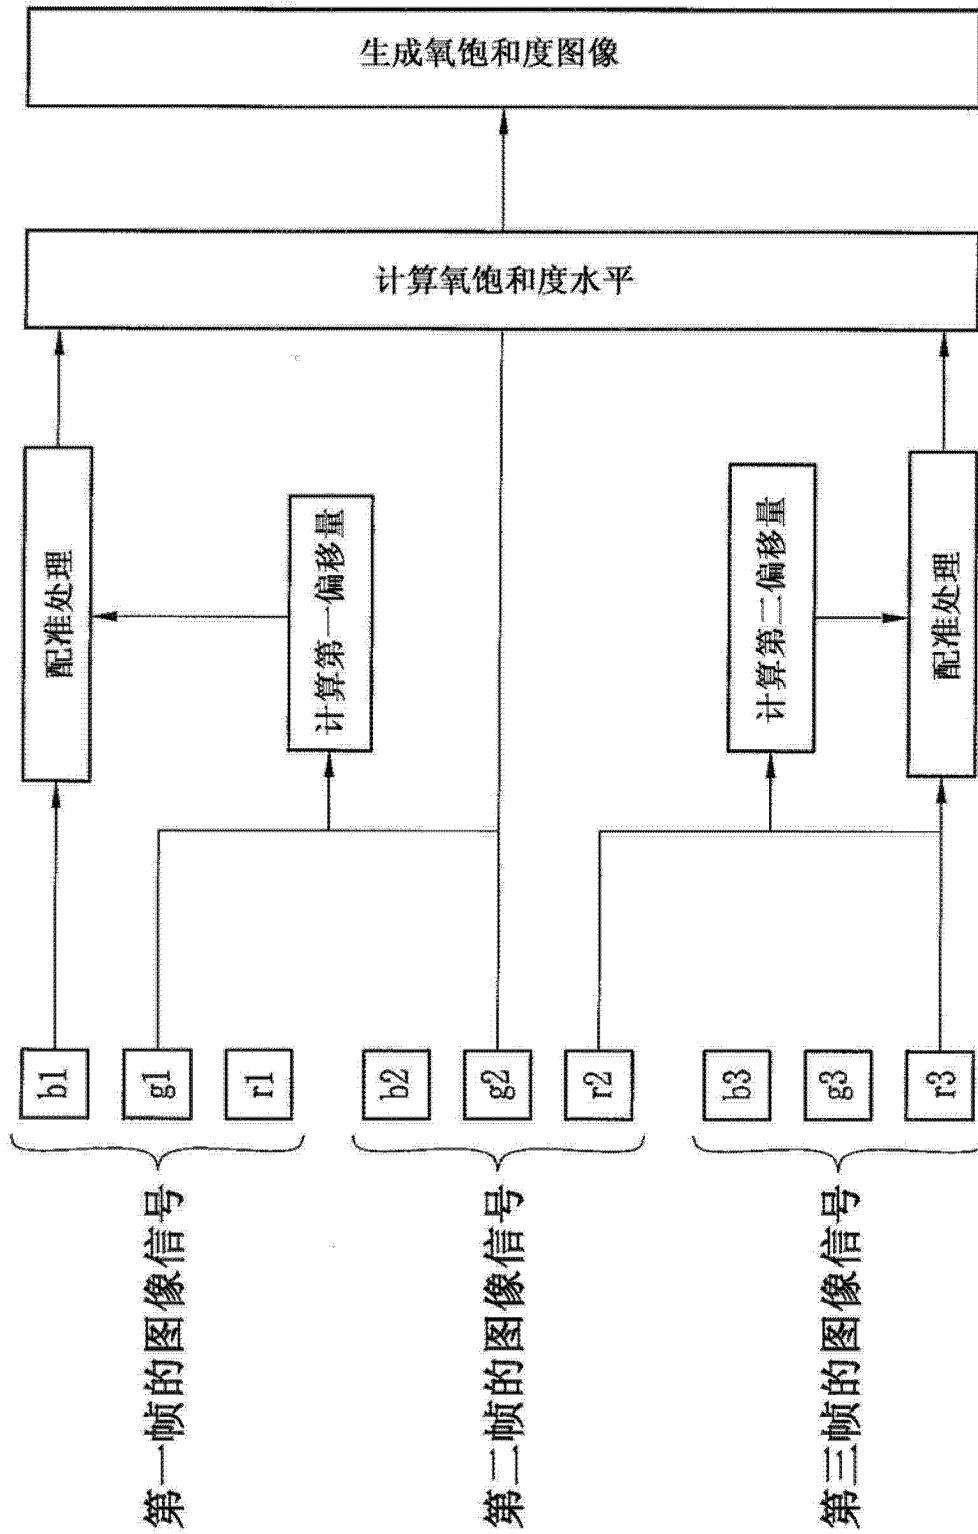 第一帧的图像信号
b1
g1
r1
第二帧的图像信号
b2
g2
r2
第三帧的图像信号
b3
g3
r3
配准处理
计算第一偏移量
计算第二偏移量
配准处理
计算氧饱和度水平
生成氧饱和度图像